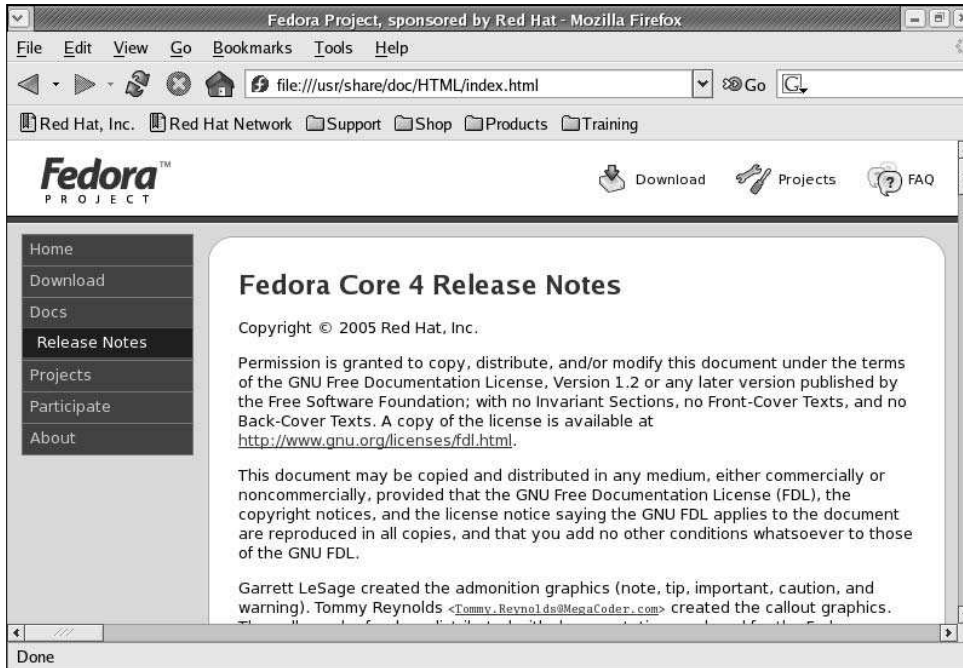 Fedora Project, sponsored by Red Hat - Mozilla Firefox
File Edit View Go Bookmarks Tools Help
file:///usr/share/doc/HTML/index.html Go G
Red Hat, Inc. Red Hat Network Support Shop Products Training
Fedora™
PROJECT
Download Projects FAQ
Home
Download
Docs
Release Notes
Projects
Participate
About
Fedora Core 4 Release Notes
Copyright © 2005 Red Hat, Inc.
Permission is granted to copy, distribute, and/or modify this document under the terms
of the GNU Free Documentation License, Version 1.2 or any later version published by
the Free Software Foundation; with no Invariant Sections, no Front-Cover Texts, and no
Back-Cover Texts. A copy of the license is available at
http://www.gnu.org/licenses/fdl.html.
This document may be copied and distributed in any medium, either commercially or
noncommercially, provided that the GNU Free Documentation License (FDL), the
copyright notices, and the license notice saying the GNU FDL applies to the document
are reproduced in all copies, and that you add no other conditions whatsoever to those
of the GNU FDL.
Garrett LeSage created the admonition graphics (note, tip, important, caution, and
warning). Tommy Reynolds <Tommy.Reynolds@MegaCoder.com> created the callout graphics.
Done